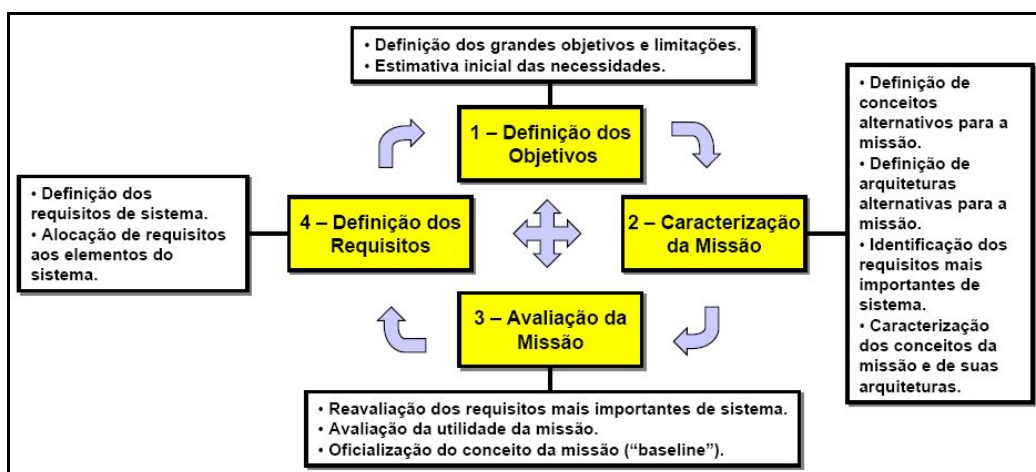 • Definição dos grandes objetivos e limitações.
• Estimativa inicial das necessidades.
1 – Definição dos
Objetivos
• Definição de
conceitos
alternativos para a
missão.
• Definição de
arquiteturas
alternativas para a
missão.
• Identificação dos
requisitos mais
importantes de
sistema.
• Caracterização
dos conceitos da
missão e de suas
arquiteturas.
2 – Caracterização
da Missão
• Definição dos
requisitos de sistema.
• Alocação de requisitos
aos elementos do
sistema.
4 – Definição dos
Requisitos
3 – Avaliação da
Missão
• Reavaliação dos requisitos mais importantes de sistema.
• Avaliação da utilidade da missão.
• Oficialização do conceito da missão (“baseline”).